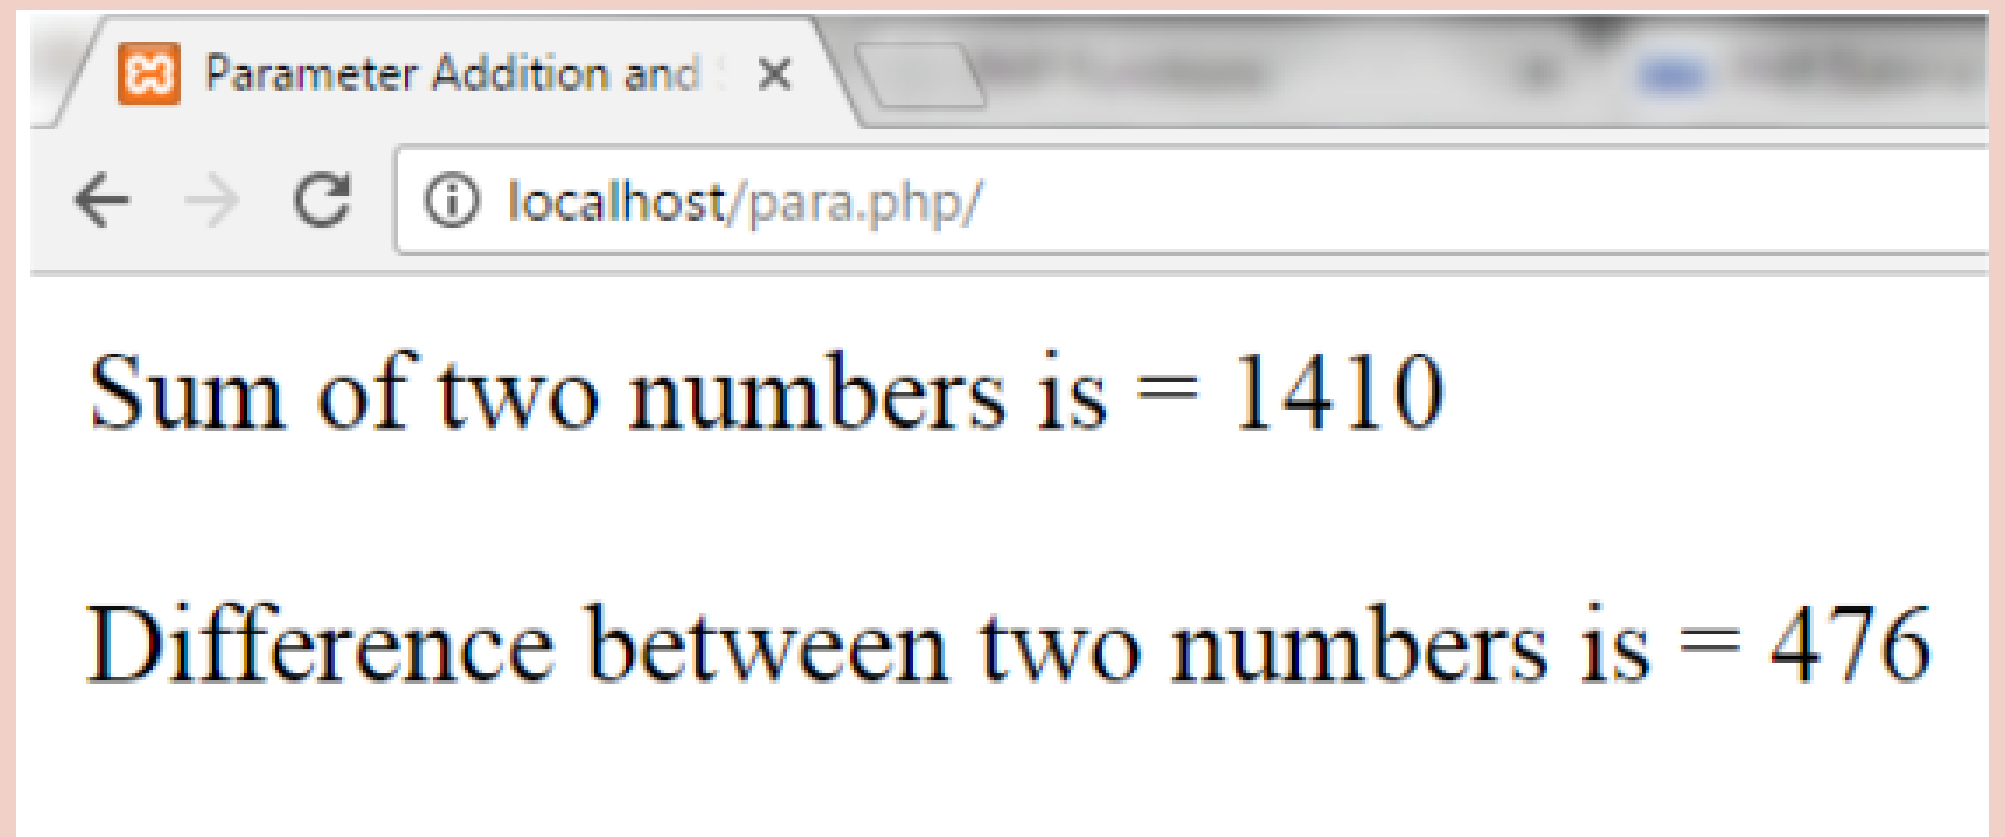 Parameter Addition and
localhost/para.php/
Sum of two numbers is = 1410
Difference between two numbers is = 476